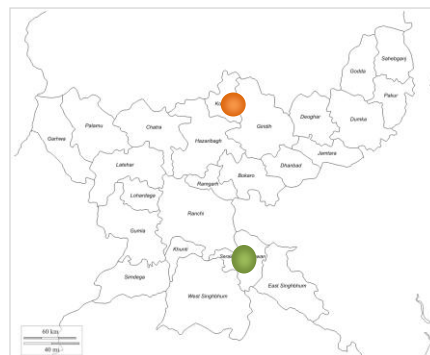 Sahebganj
Godda
Pakur
Koderma
Deoghar
Dumka
Garhwa
Palamu
Chatra
Hazaribagh
Giridih
Jamtara
Latehar
Dhanbad
Bokaro
Ramgarh
Lohardaga
Ranchi
Gumla
Khunti
Simdega
West Singhbhum
East Singhbhum
60 km
40 mi